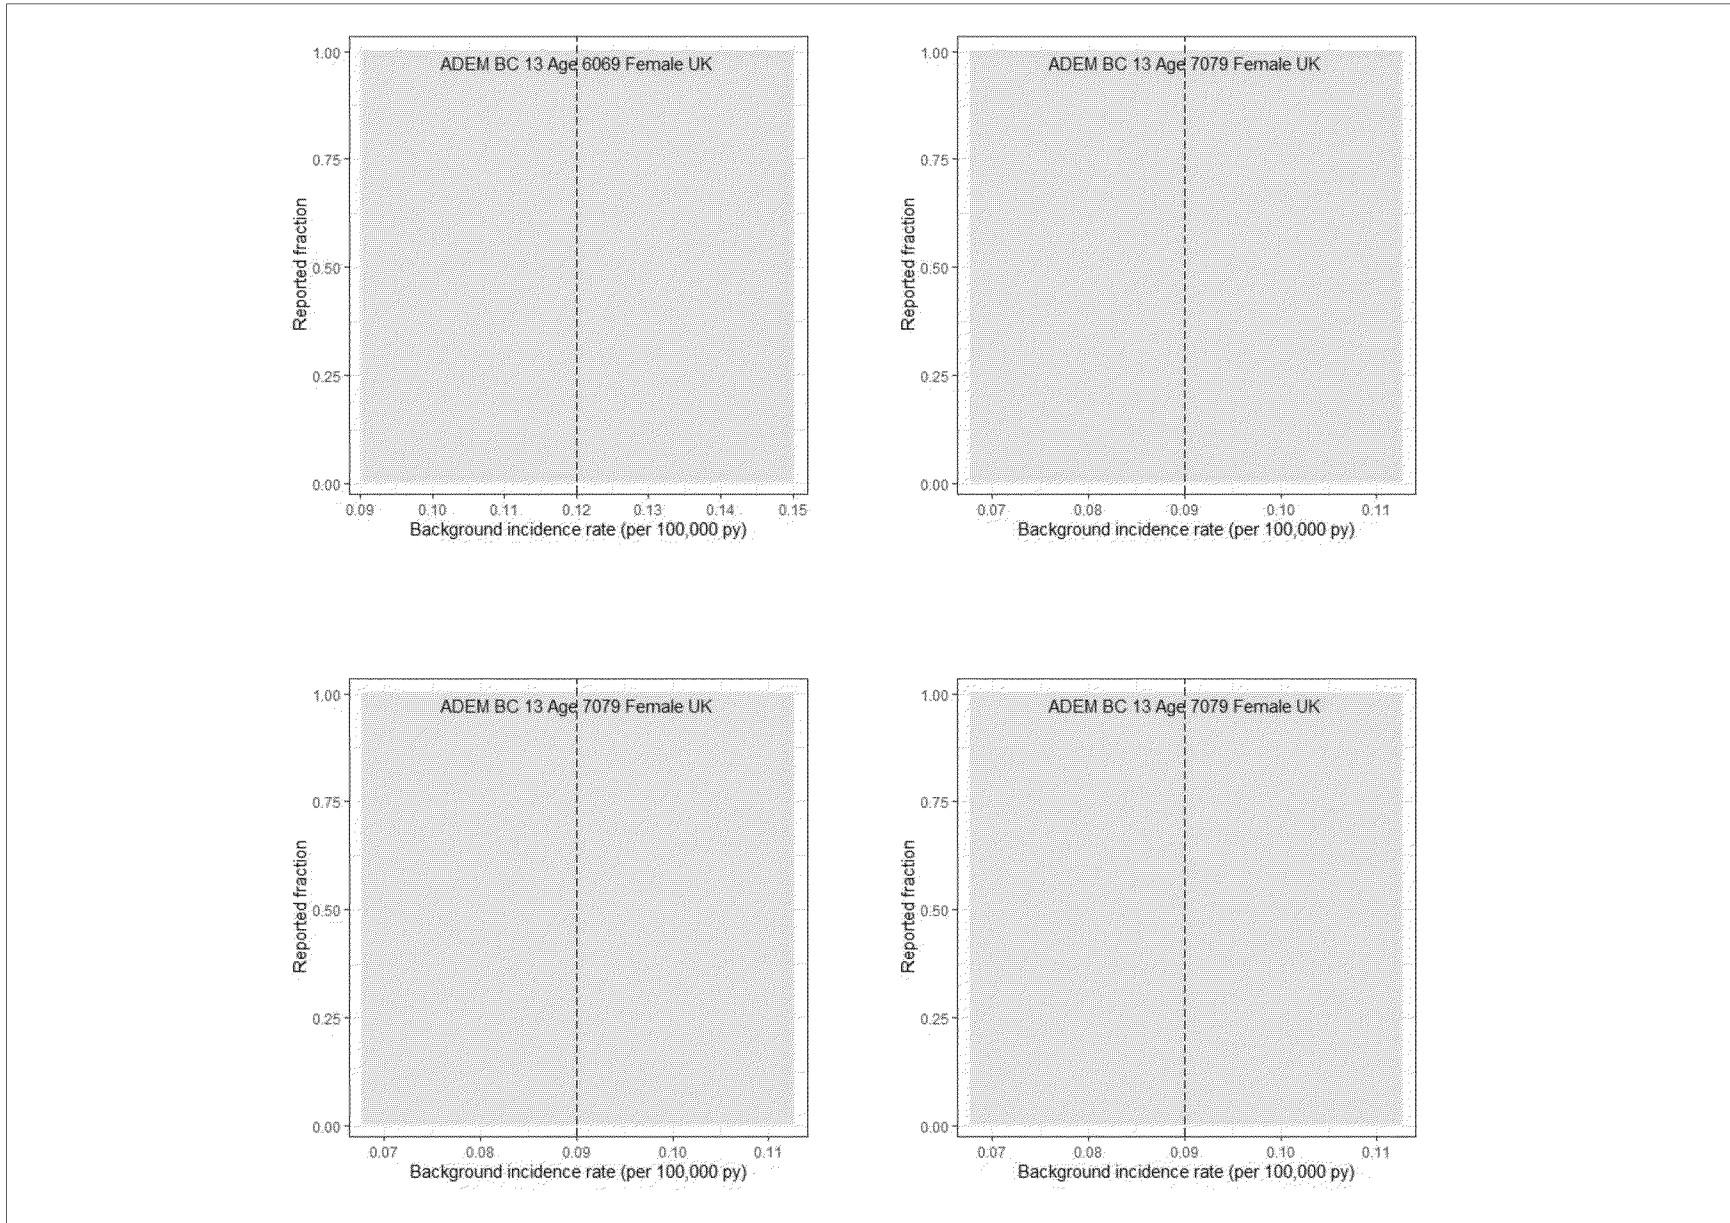 ADEM BC 13 Age 6069 Female UK
1.00
0.75
0.50
0.25
0.00
Reported fraction
0.09 0.10 0.11 0.12 0.13 0.14 0.15
Background incidence rate (per 100,000 py)
ADEM BC 13 Age 7079 Female UK
1.00
0.75
0.50
0.25
0.00
Reported fraction
0.07 0.08 0.09 0.10 0.11
Background incidence rate (per 100,000 py)
ADEM BC 13 Age 7079 Female UK
1.00
0.75
0.50
0.25
0.00
Reported fraction
0.07 0.08 0.09 0.10 0.11
Background incidence rate (per 100,000 py)
ADEM BC 13 Age 7079 Female UK
1.00
0.75
0.50
0.25
0.00
Reported fraction
0.07 0.08 0.09 0.10 0.11
Background incidence rate (per 100,000 py)